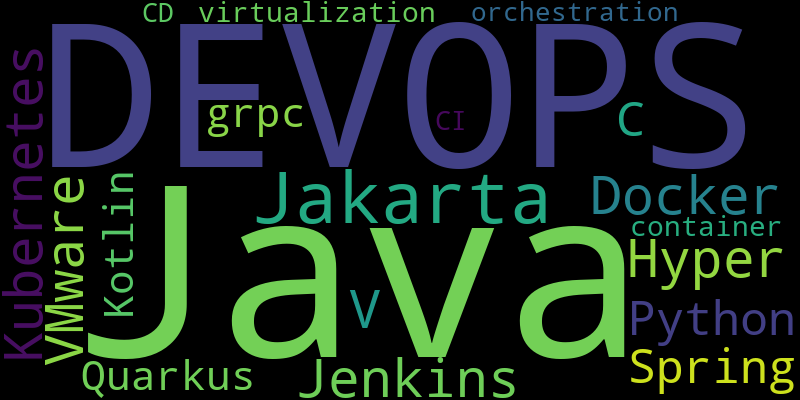 CD
virtualization
orchestration
DEVOPS
grpc
CI
C
Kubernetes
VMware
Kotlin
Jakarta
Docker
container
Java
V
Hyper
Python
Quarkus
Jenkins
Spring